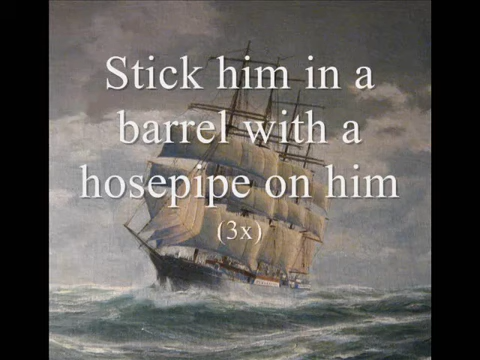 Stick him in a
barrel with a
hosepipe on him
(3x)